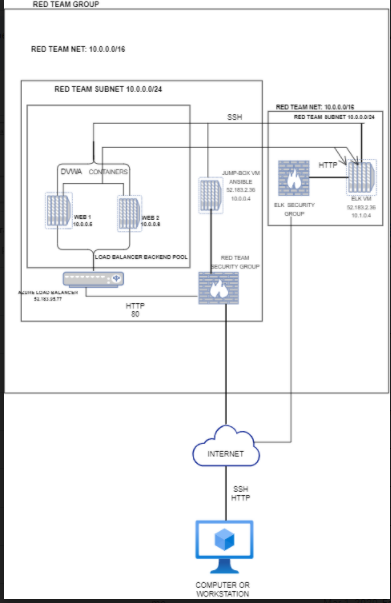 RED TEAM GROUP
RED TEAM NET: 10.0.0.0/16
RED TEAM SUBNET 10.0.0.0/24
RED TEAM NET: 10.0.0.0/16
RED TEAM SUBNET 10.0.0.0/24
SSH
HTTP
DVWA CONTAINERS
JUMP-BOX VM
ANSIBLE
52.183.2.36
10.0.0.4
ELK SECURITY
GROUP
ELK VM
52.183.2.36
10.1.0.4
WEB 1
10.0.0.5
WEB 2
10.0.0.6
LOAD BALANCER BACKEND POOL
RED TEAM
SECURITY GROUP
AZURE LOAD BALANCER
HTTP
80
INTERNET
SSH
HTTP
COMPUTER OR
WORKSTATION